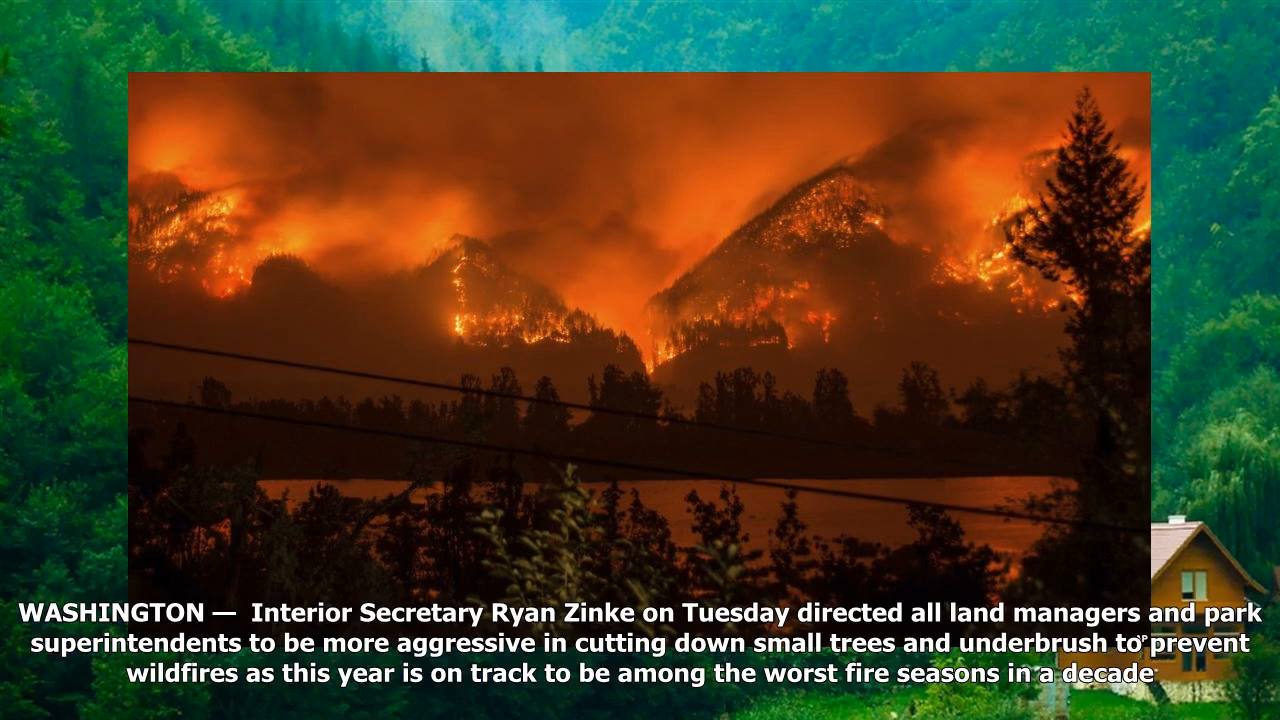 WASHINGTON — Interior Secretary Ryan Zinke on Tuesday directed all land managers and park
superintendents to be more aggressive in cutting down small trees and underbrush to prevent
wildfires as this year is on track to be among the worst fire seasons in a decade